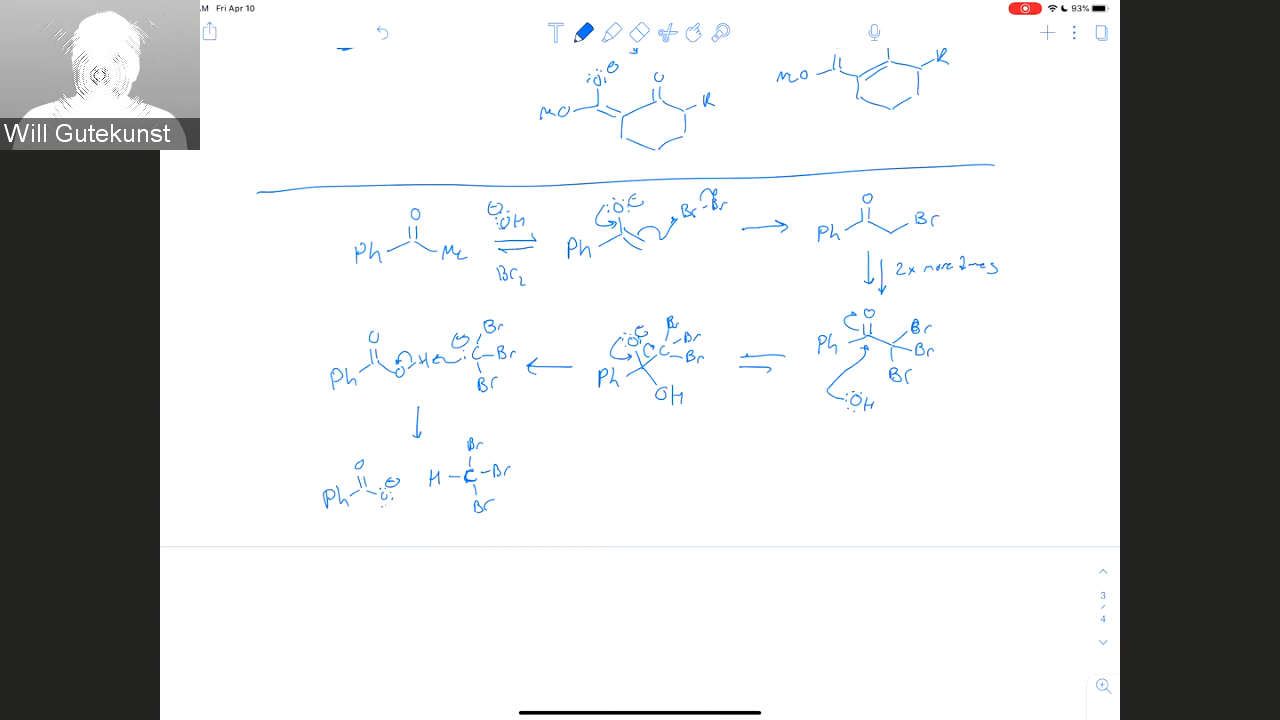 AM Fri Apr 10
93%
Will Gutekunst
O O
MeO R
MeO R
O OH O Br Br O
Ph Me Ph Ph Br
Br2
2x more times
O Br O Br Br O Br
Ph O H C Br Ph C Br Ph Br
Br OH Br
OH
O Br
Ph O H C Br
Br
3
/
4